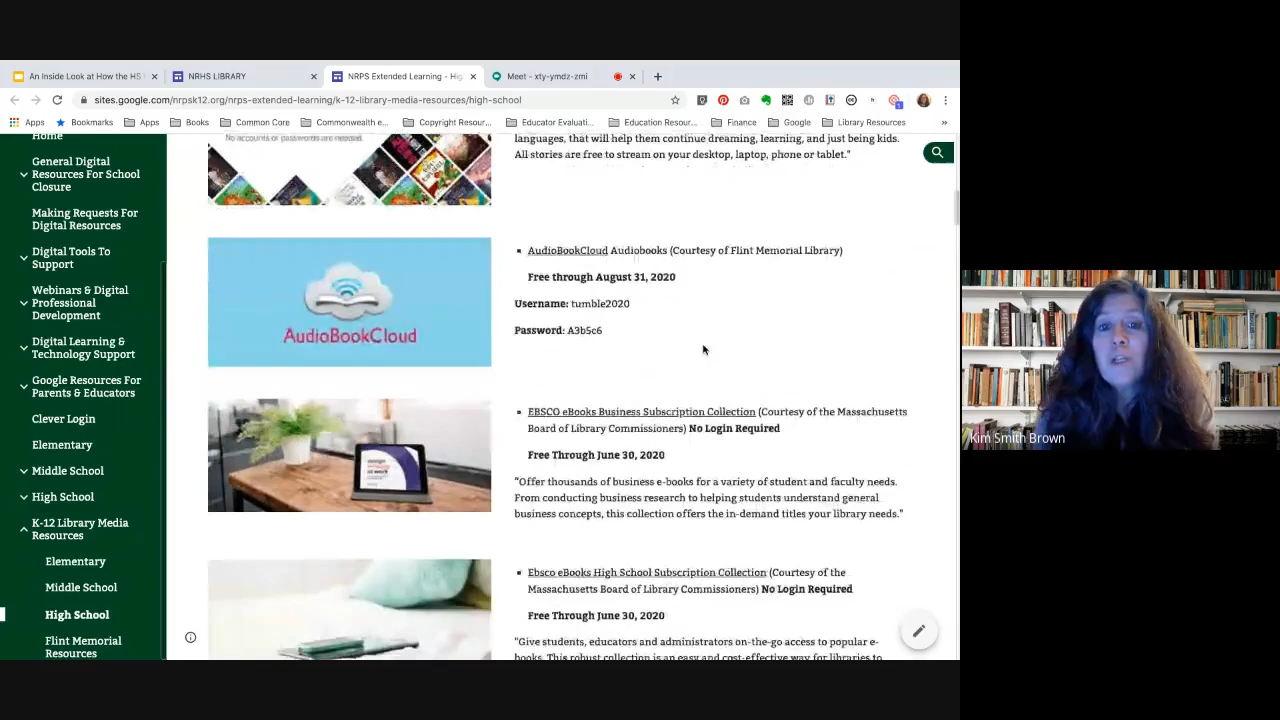 An Inside Look at How the HS
NRHS LIBRARY
NRPS Extended Learning - Hig
Meet - xty-ymdz-zmi
sites.google.com/nrpsk12.org/nrps-extended-learning/k-12-library-media-resources/high-school
Apps
Bookmarks
Apps
Books
Common Core
Commonwealth e...
Copyright Resour...
Educator Evaluati...
Education Resour...
Finance
Google
Library Resources
»
Home
General Digital
Resources For School
Closure
Making Requests For
Digital Resources
Digital Tools To
Support
Webinars & Digital
Professional
Development
Digital Learning &
Technology Support
Google Resources For
Parents & Educators
Clever Login
Elementary
Middle School
High School
K-12 Library Media
Resources
Elementary
Middle School
High School
Flint Memorial
Resources
No accounts or passwords are needed.
languages, that will help them continue dreaming, learning, and just being kids.
All stories are free to stream on your desktop, laptop, phone or tablet."
AudioBookCloud
AudioBookCloud Audiobooks (Courtesy of Flint Memorial Library)
Free through August 31, 2020
Username: tumble2020
Password: A3b5c6
EBSCO eBooks Business Subscription Collection (Courtesy of the Massachusetts
Board of Library Commissioners) No Login Required
Free Through June 30, 2020
"Offer thousands of business e-books for a variety of student and faculty needs.
From conducting business research to helping students understand general
business concepts, this collection offers the in-demand titles your library needs."
Ebsco eBooks High School Subscription Collection (Courtesy of the
Massachusetts Board of Library Commissioners) No Login Required
Free Through June 30, 2020
"Give students, educators and administrators on-the-go access to popular e-
books. This robust collection is an easy and cost-effective way for libraries to
Kim Smith Brown